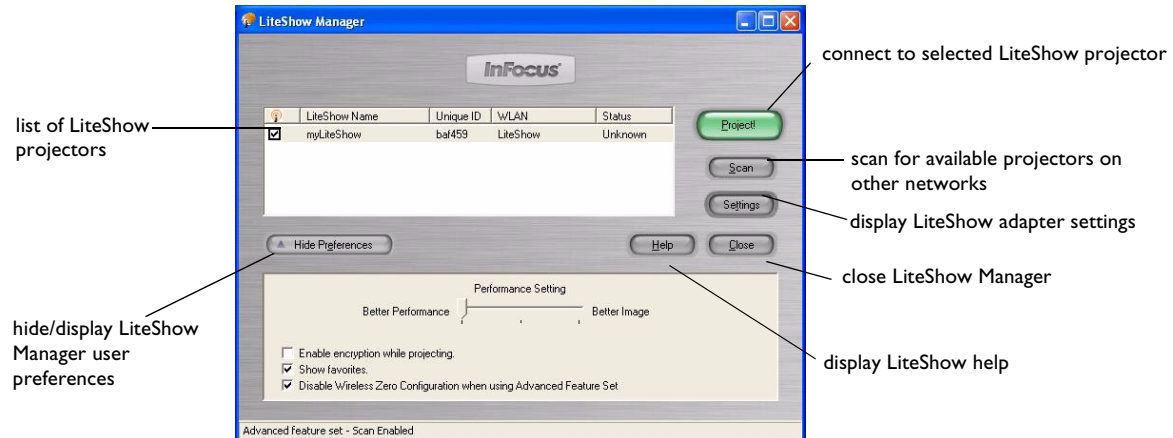 LiteShow Manager
InFocus
connect to selected LiteShow projector
list of LiteShow
projectors
LiteShow Name Unique ID WLAN Status
myLiteShow baf459 LiteShow Unknown
Project!
Scan
scan for available projectors on
other networks
Settings
display LiteShow adapter settings
Hide Preferences
Help
Close
close LiteShow Manager
Performance Setting
Better Performance Better Image
hide/display LiteShow
Manager user
preferences
Enable encryption while projecting.
Show favorites.
Disable Wireless Zero Configuration when using Advanced Feature Set
display LiteShow help
Advanced feature set - Scan Enabled